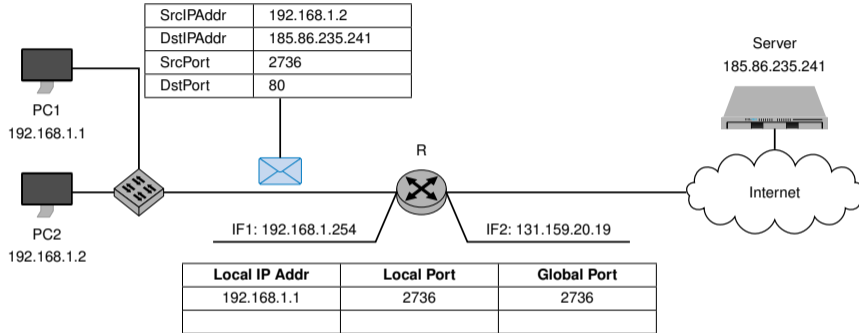 SrcIPAddr 192.168.1.2
DstIPAddr 185.86.235.241
SrcPort 2736
DstPort 80
Server
185.86.235.241
PC1
192.168.1.1
R
Internet
PC2
192.168.1.2
IF1: 192.168.1.254
IF2: 131.159.20.19
Local IP Addr Local Port Global Port
192.168.1.1 2736 2736